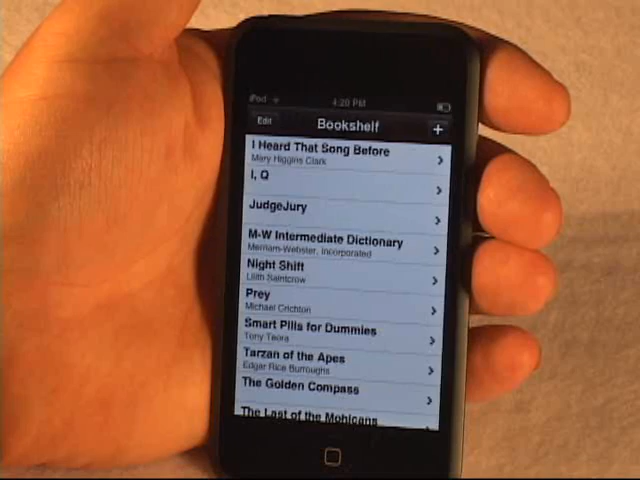 iPod 4:20 PM
Edit Bookshelf +
I Heard That Song Before
Mary Higgins Clark
I, Q
JudgeJury
M-W Intermediate Dictionary
Merriam-Webster, Incorporated
Night Shift
Lilith Saintcrow
Prey
Michael Crichton
Smart Pills for Dummies
Tony Teora
Tarzan of the Apes
Edgar Rice Burroughs
The Golden Compass
The Last of the Mohicans